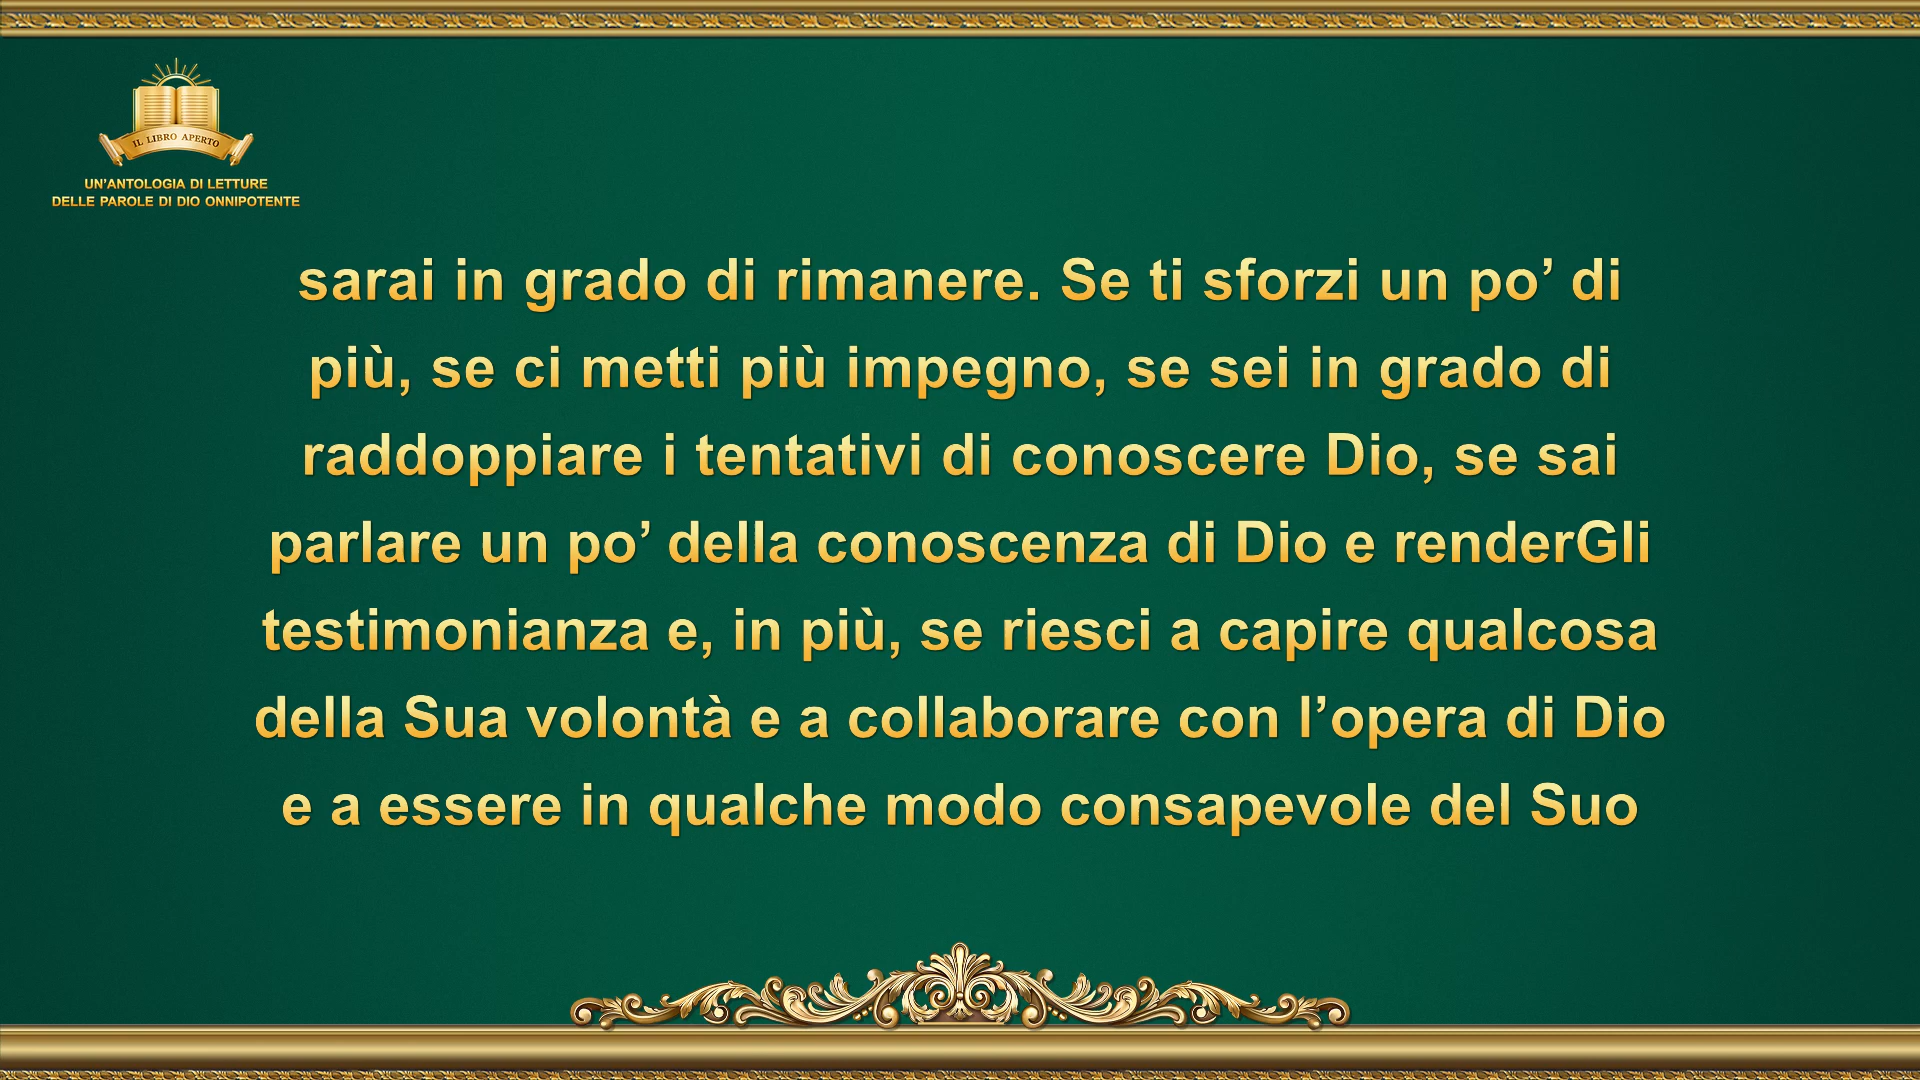 IL LIBRO APERTO
UN’ANTOLOGIA DI LETTURE
DELLE PAROLE DI DIO ONNIPOTENTE
sarai in grado di rimanere. Se ti sforzi un po’ di
più, se ci metti più impegno, se sei in grado di
raddoppiare i tentativi di conoscere Dio, se sai
parlare un po’ della conoscenza di Dio e renderGli
testimonianza e, in più, se riesci a capire qualcosa
della Sua volontà e a collaborare con l’opera di Dio
e a essere in qualche modo consapevole del Suo